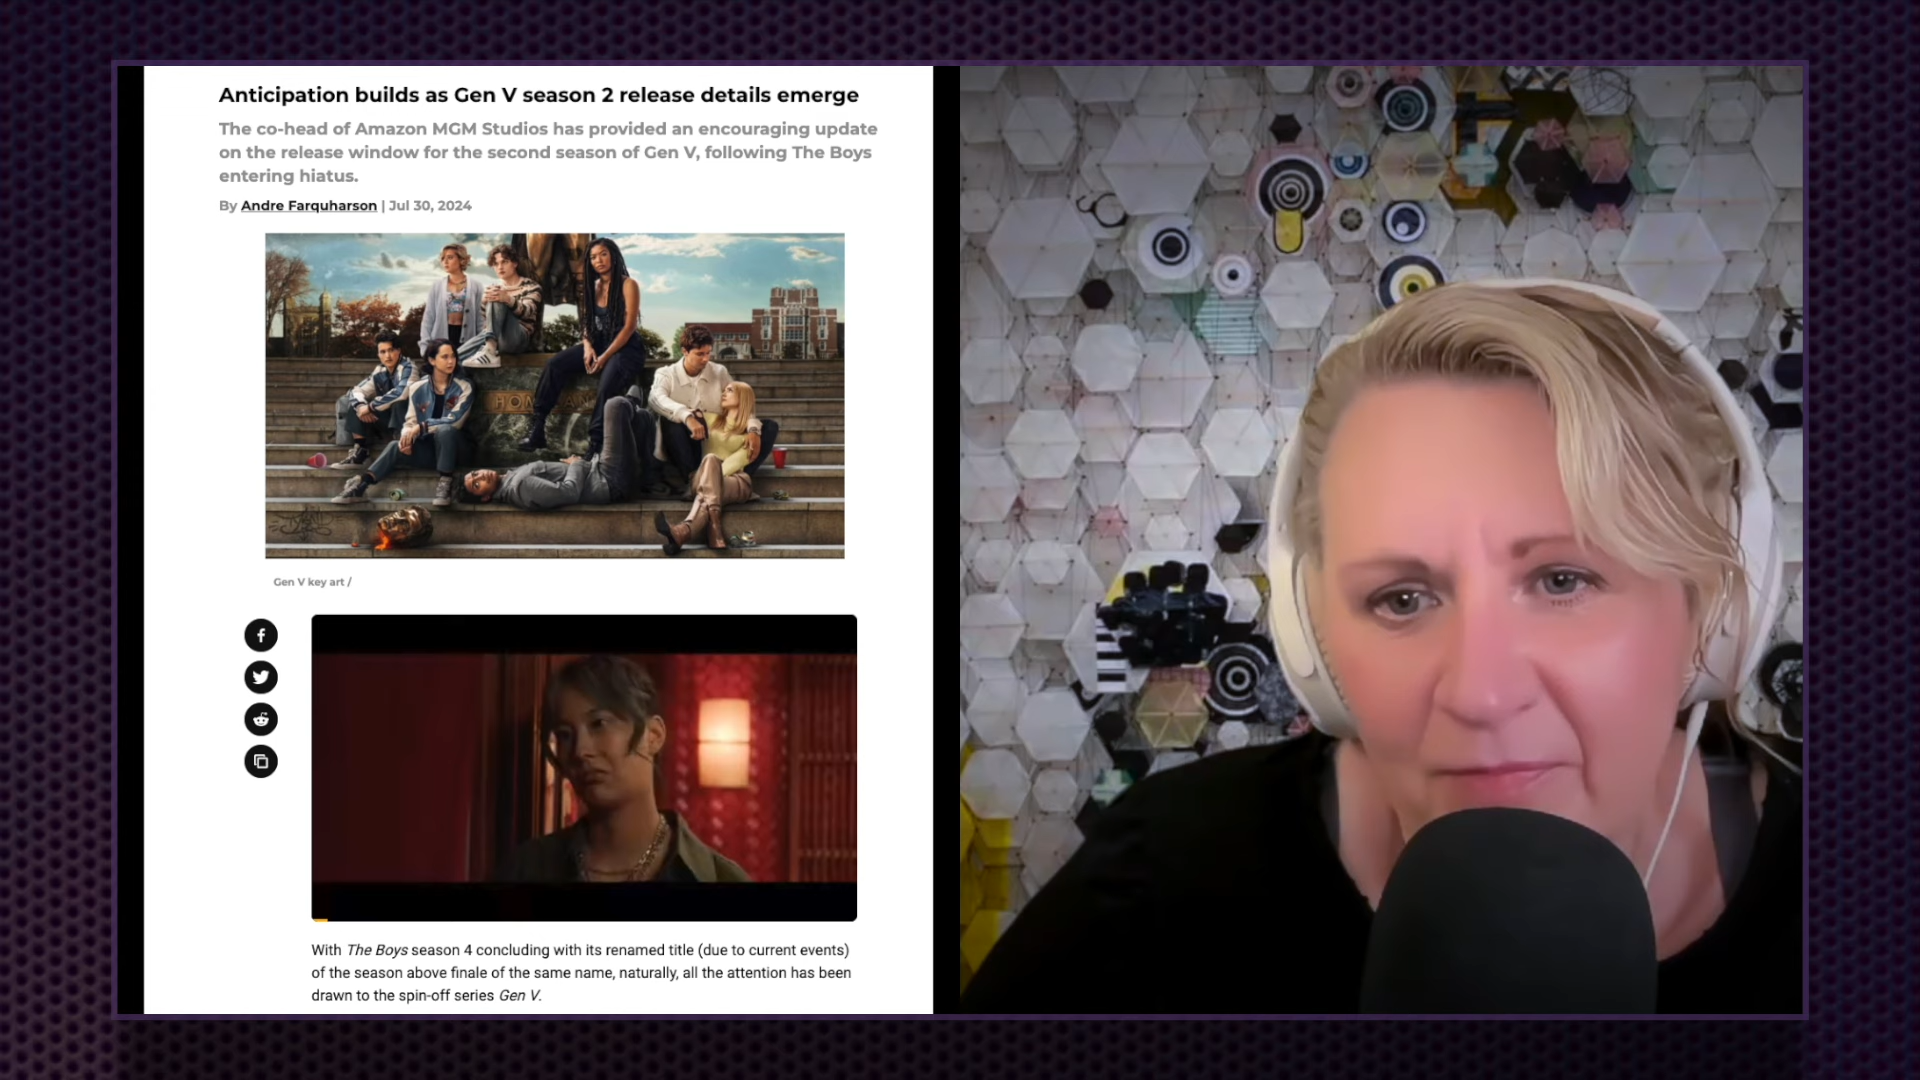 Anticipation builds as Gen V season 2 release details emerge
The co-head of Amazon MGM Studios has provided an encouraging update
on the release window for the second season of Gen V, following The Boys
entering hiatus.
By Andre Farquharson | Jul 30, 2024
Gen V key art /
With The Boys season 4 concluding with its renamed title (due to current events)
of the season above finale of the same name, naturally, all the attention has been
drawn to the spin-off series Gen V.